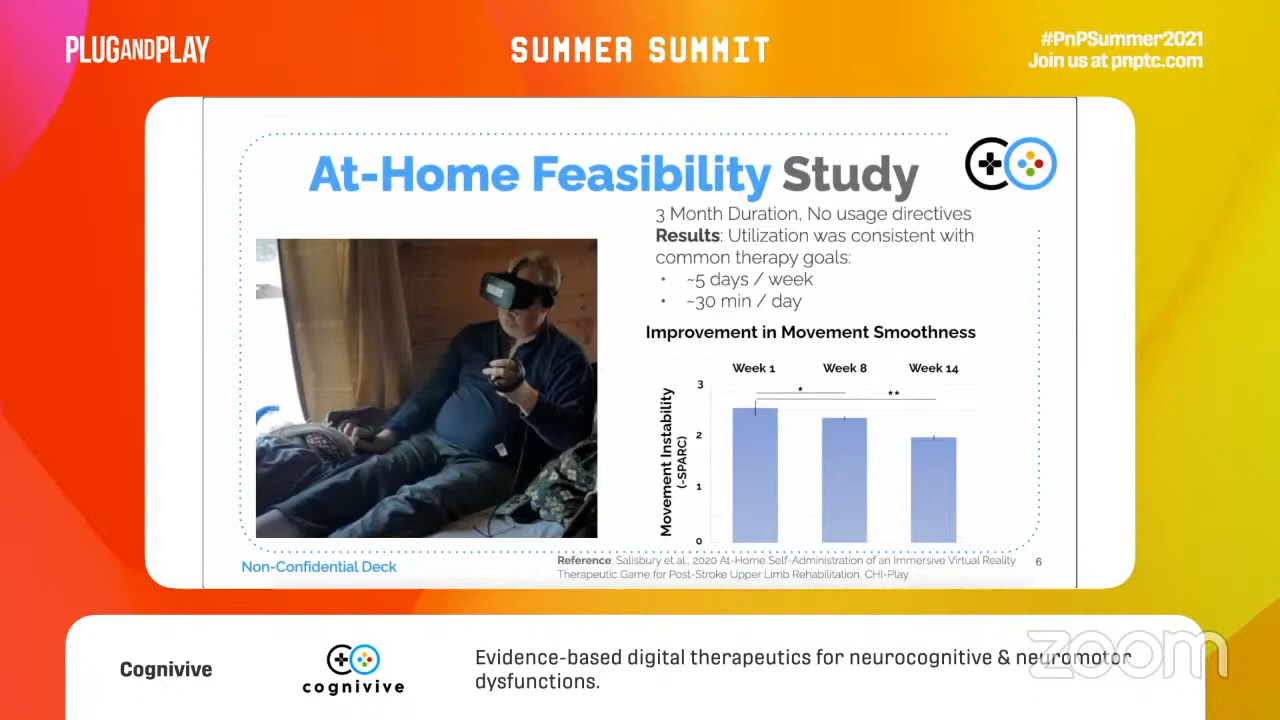 PLUGANDPLAY
SUMMER SUMMIT
#PnPSummer2021
Join us at pnptc.com
At-Home Feasibility Study
3 Month Duration, No usage directives
Results: Utilization was consistent with
common therapy goals:
• ~5 days / week
• ~30 min / day
Improvement in Movement Smoothness
Week 1
Week 8
Week 14
*
**
Movement Instability
(-SPARC)
3
2
1
0
Non-Confidential Deck
Reference: Salisbury et al., 2020 At-Home Self-Administration of an Immersive Virtual Reality
Therapeutic Game for Post-Stroke Upper Limb Rehabilitation, CHI-Play
6
Cognivive
cognivive
Evidence-based digital therapeutics for neurocognitive & neuromotor
dysfunctions.
zoom